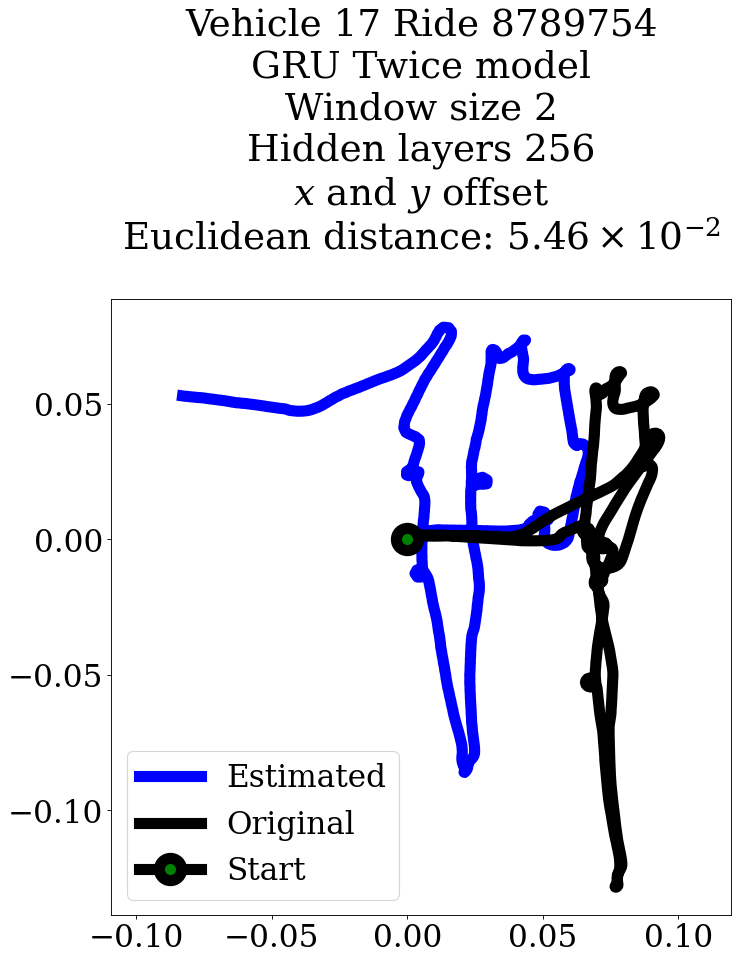 Vehicle 17 Ride 8789754
GRU Twice model
Window size 2
Hidden layers 256
x and y offset
Euclidean distance: 5.46 × 10⁻²
0.05
0.00
−0.05
−0.10
Estimated
Original
Start
−0.10 −0.05 0.00 0.05 0.10